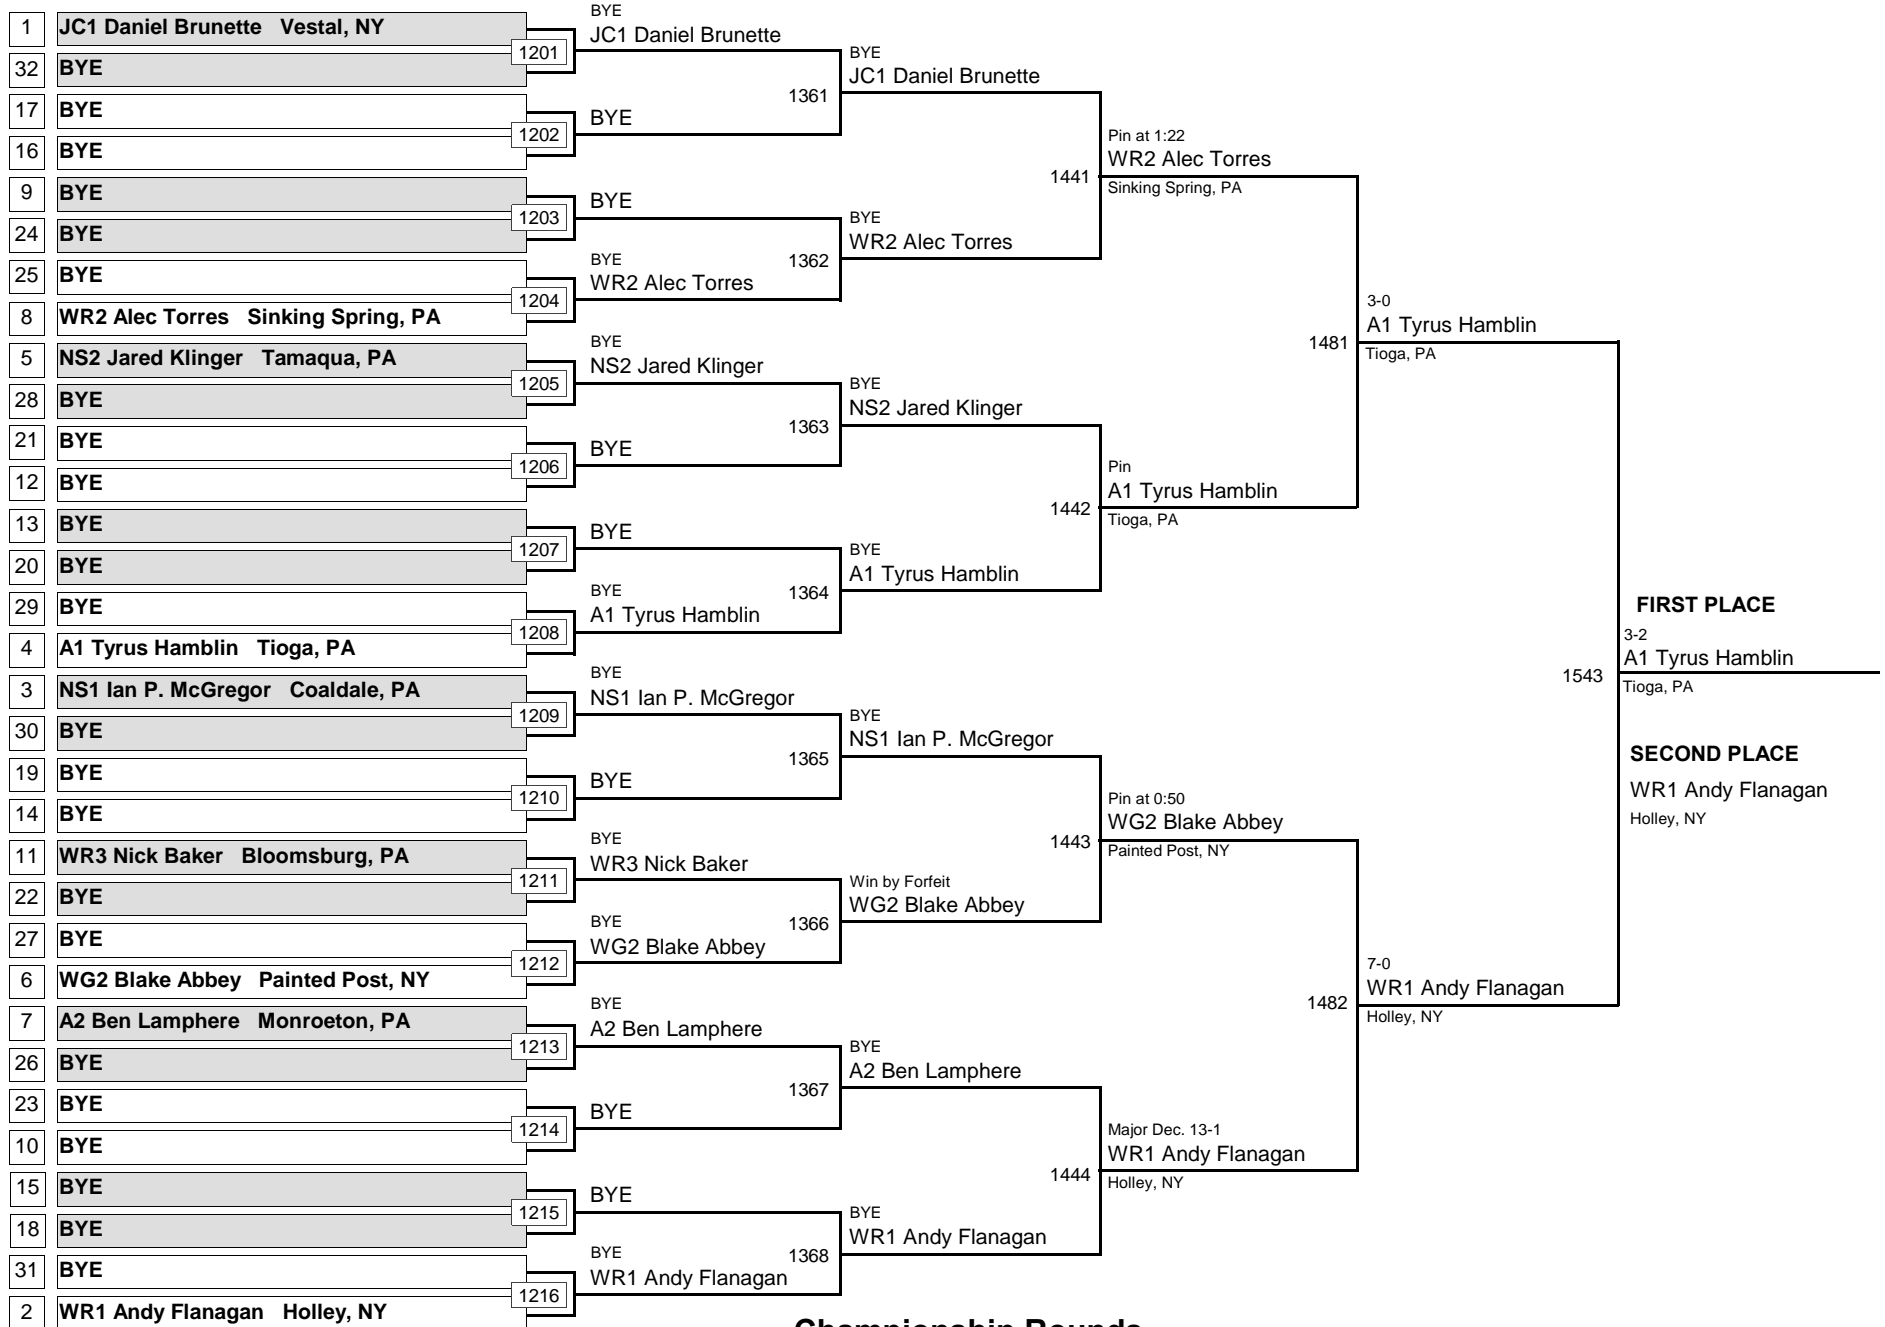 1 JC1 Daniel Brunette Vestal, NY
32 BYE
1201
17 BYE
16 BYE
1202
9 BYE
24 BYE
1203
25 BYE
8 WR2 Alec Torres Sinking Spring, PA
1204
5 NS2 Jared Klinger Tamaqua, PA
28 BYE
1205
21 BYE
12 BYE
1206
13 BYE
20 BYE
1207
29 BYE
4 A1 Tyrus Hamblin Tioga, PA
1208
3 NS1 Ian P. McGregor Coaldale, PA
30 BYE
1209
19 BYE
14 BYE
1210
11 WR3 Nick Baker Bloomsburg, PA
22 BYE
1211
27 BYE
6 WG2 Blake Abbey Painted Post, NY
1212
7 A2 Ben Lamphere Monroeton, PA
26 BYE
1213
23 BYE
10 BYE
1214
15 BYE
18 BYE
1215
31 BYE
2 WR1 Andy Flanagan Holley, NY
1216
BYE
JC1 Daniel Brunette
1361
BYE
BYE
1362
BYE
WR2 Alec Torres
BYE
NS2 Jared Klinger
1363
BYE
BYE
1364
BYE
A1 Tyrus Hamblin
BYE
NS1 Ian P. McGregor
1365
BYE
BYE
WR3 Nick Baker
1366
BYE
WG2 Blake Abbey
BYE
A2 Ben Lamphere
1367
BYE
BYE
1368
BYE
WR1 Andy Flanagan
BYE
JC1 Daniel Brunette
1441
BYE
WR2 Alec Torres
BYE
NS2 Jared Klinger
1442
BYE
A1 Tyrus Hamblin
BYE
NS1 Ian P. McGregor
1443
Win by Forfeit
WG2 Blake Abbey
BYE
A2 Ben Lamphere
1444
BYE
WR1 Andy Flanagan
Pin at 1:22
WR2 Alec Torres
Sinking Spring, PA
1481
Pin
A1 Tyrus Hamblin
Tioga, PA
Pin at 0:50
WG2 Blake Abbey
Painted Post, NY
1482
Major Dec. 13-1
WR1 Andy Flanagan
Holley, NY
3-0
A1 Tyrus Hamblin
Tioga, PA
1543
7-0
WR1 Andy Flanagan
Holley, NY
FIRST PLACE
3-2
A1 Tyrus Hamblin
Tioga, PA
SECOND PLACE
WR1 Andy Flanagan
Holley, NY
Championship Rounds